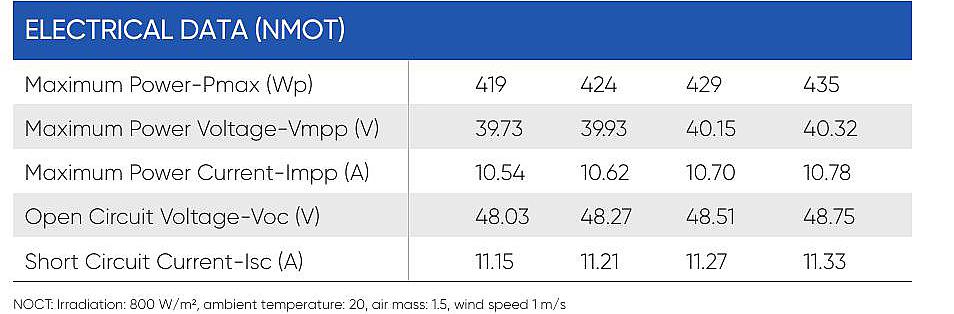 ELECTRICAL DATA (NMOT)
Maximum Power-Pmax (Wp) 419 424 429 435
Maximum Power Voltage-Vmpp (V) 39.73 39.93 40.15 40.32
Maximum Power Current-Impp (A) 10.54 10.62 10.70 10.78
Open Circuit Voltage-Voc (V) 48.03 48.27 48.51 48.75
Short Circuit Current-Isc (A) 11.15 11.21 11.27 11.33
NOCT: Irradiation: 800 W/m², ambient temperature: 20, air mass: 1.5, wind speed 1 m/s